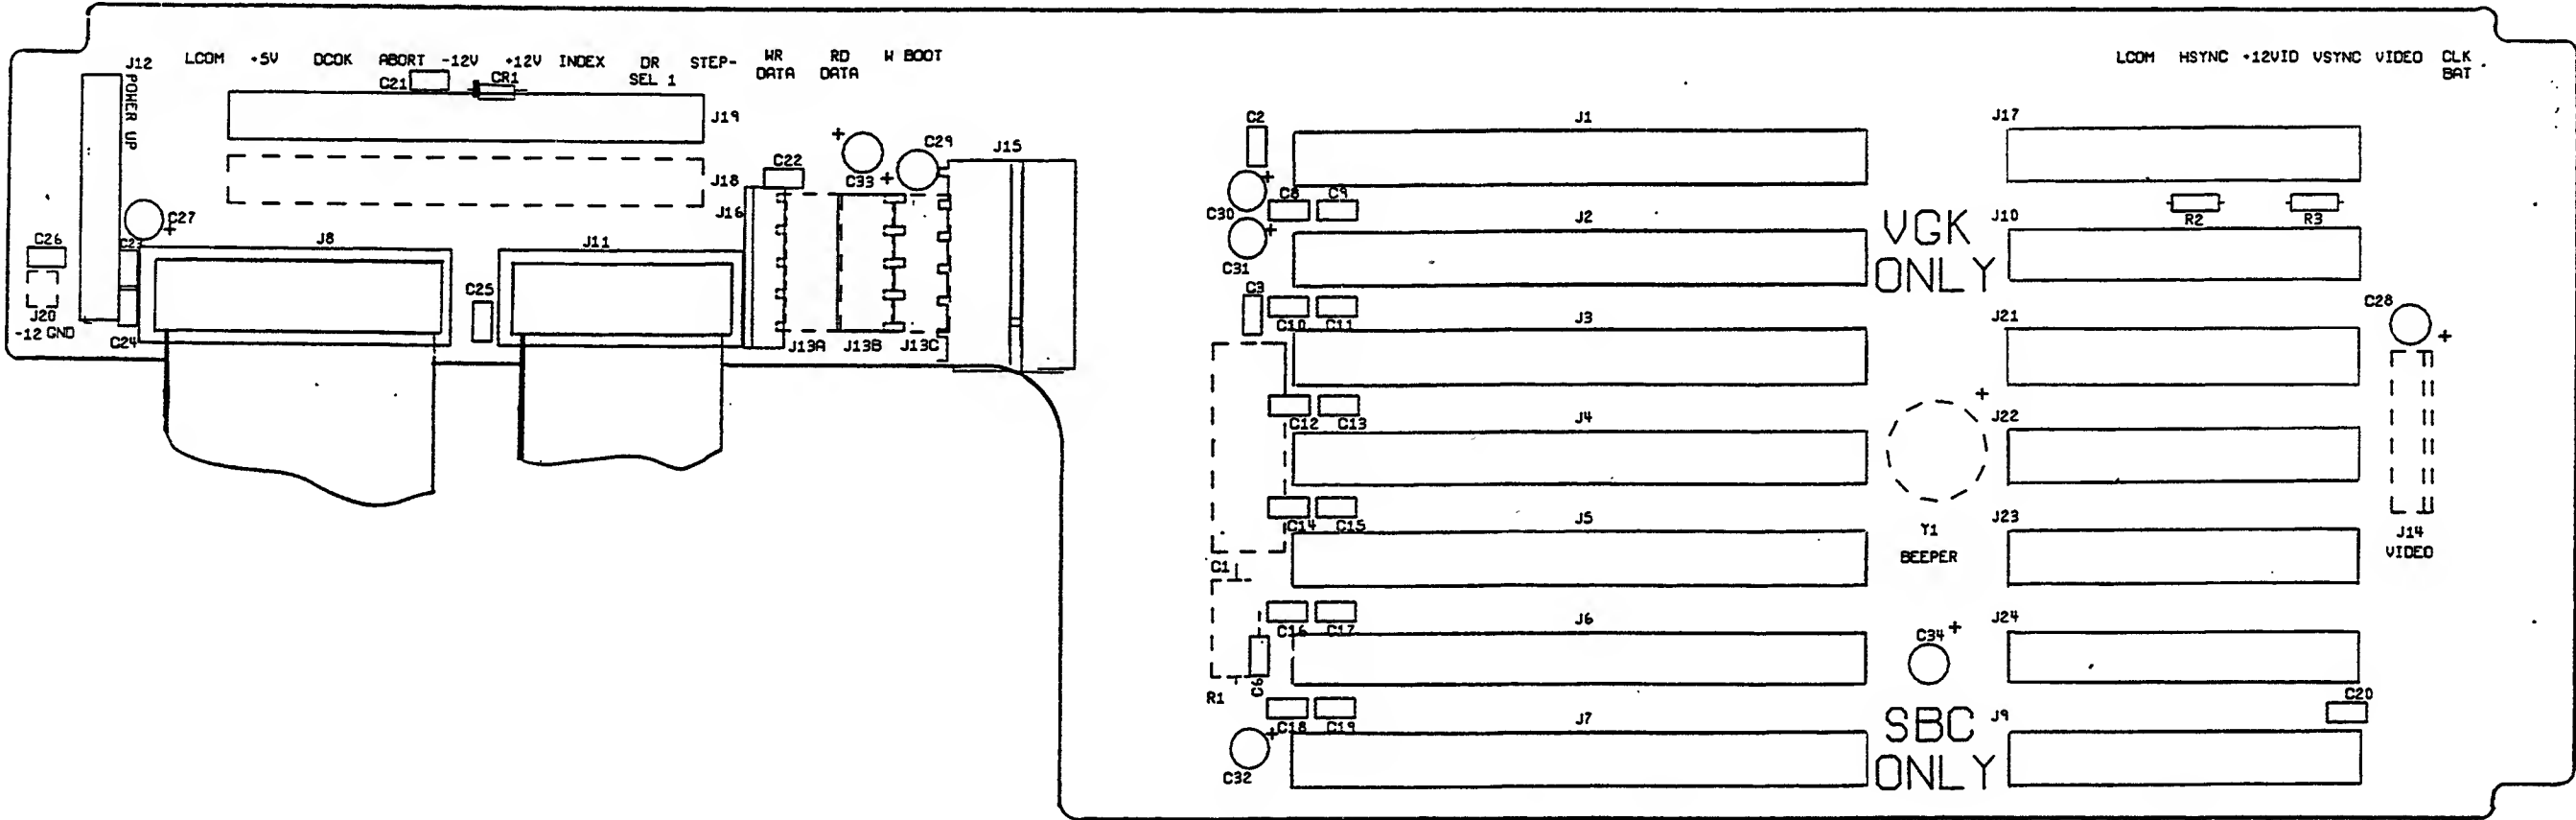 J12
POWER UP
LCOM +5V DCOK ABORT -12V +12V INDEX DR SEL 1 STEP- WR DATA RD DATA W BOOT
LCOM HSYNC +12VID VSYNC VIDEO CLK BAT
C21
CR1
J19
J18
C22
C33
+
C29
+
J15
J16
C27
+
C26
C23
J20
-12 GND
C24
J8
C25
J11
J13A
J13B
J13C
C2
J1
J17
C30
+
C8
C9
R2
R3
C31
+
J2
VGK ONLY
J10
C3
C10
C11
J3
J21
C28
+
C12
C13
J4
+
J22
C14
C15
J5
Y1
BEEPER
J23
J14
VIDEO
C1
C16
C17
J6
C34
+
J24
R1
C6
C18
C19
C20
C32
+
J7
SBC ONLY
J9